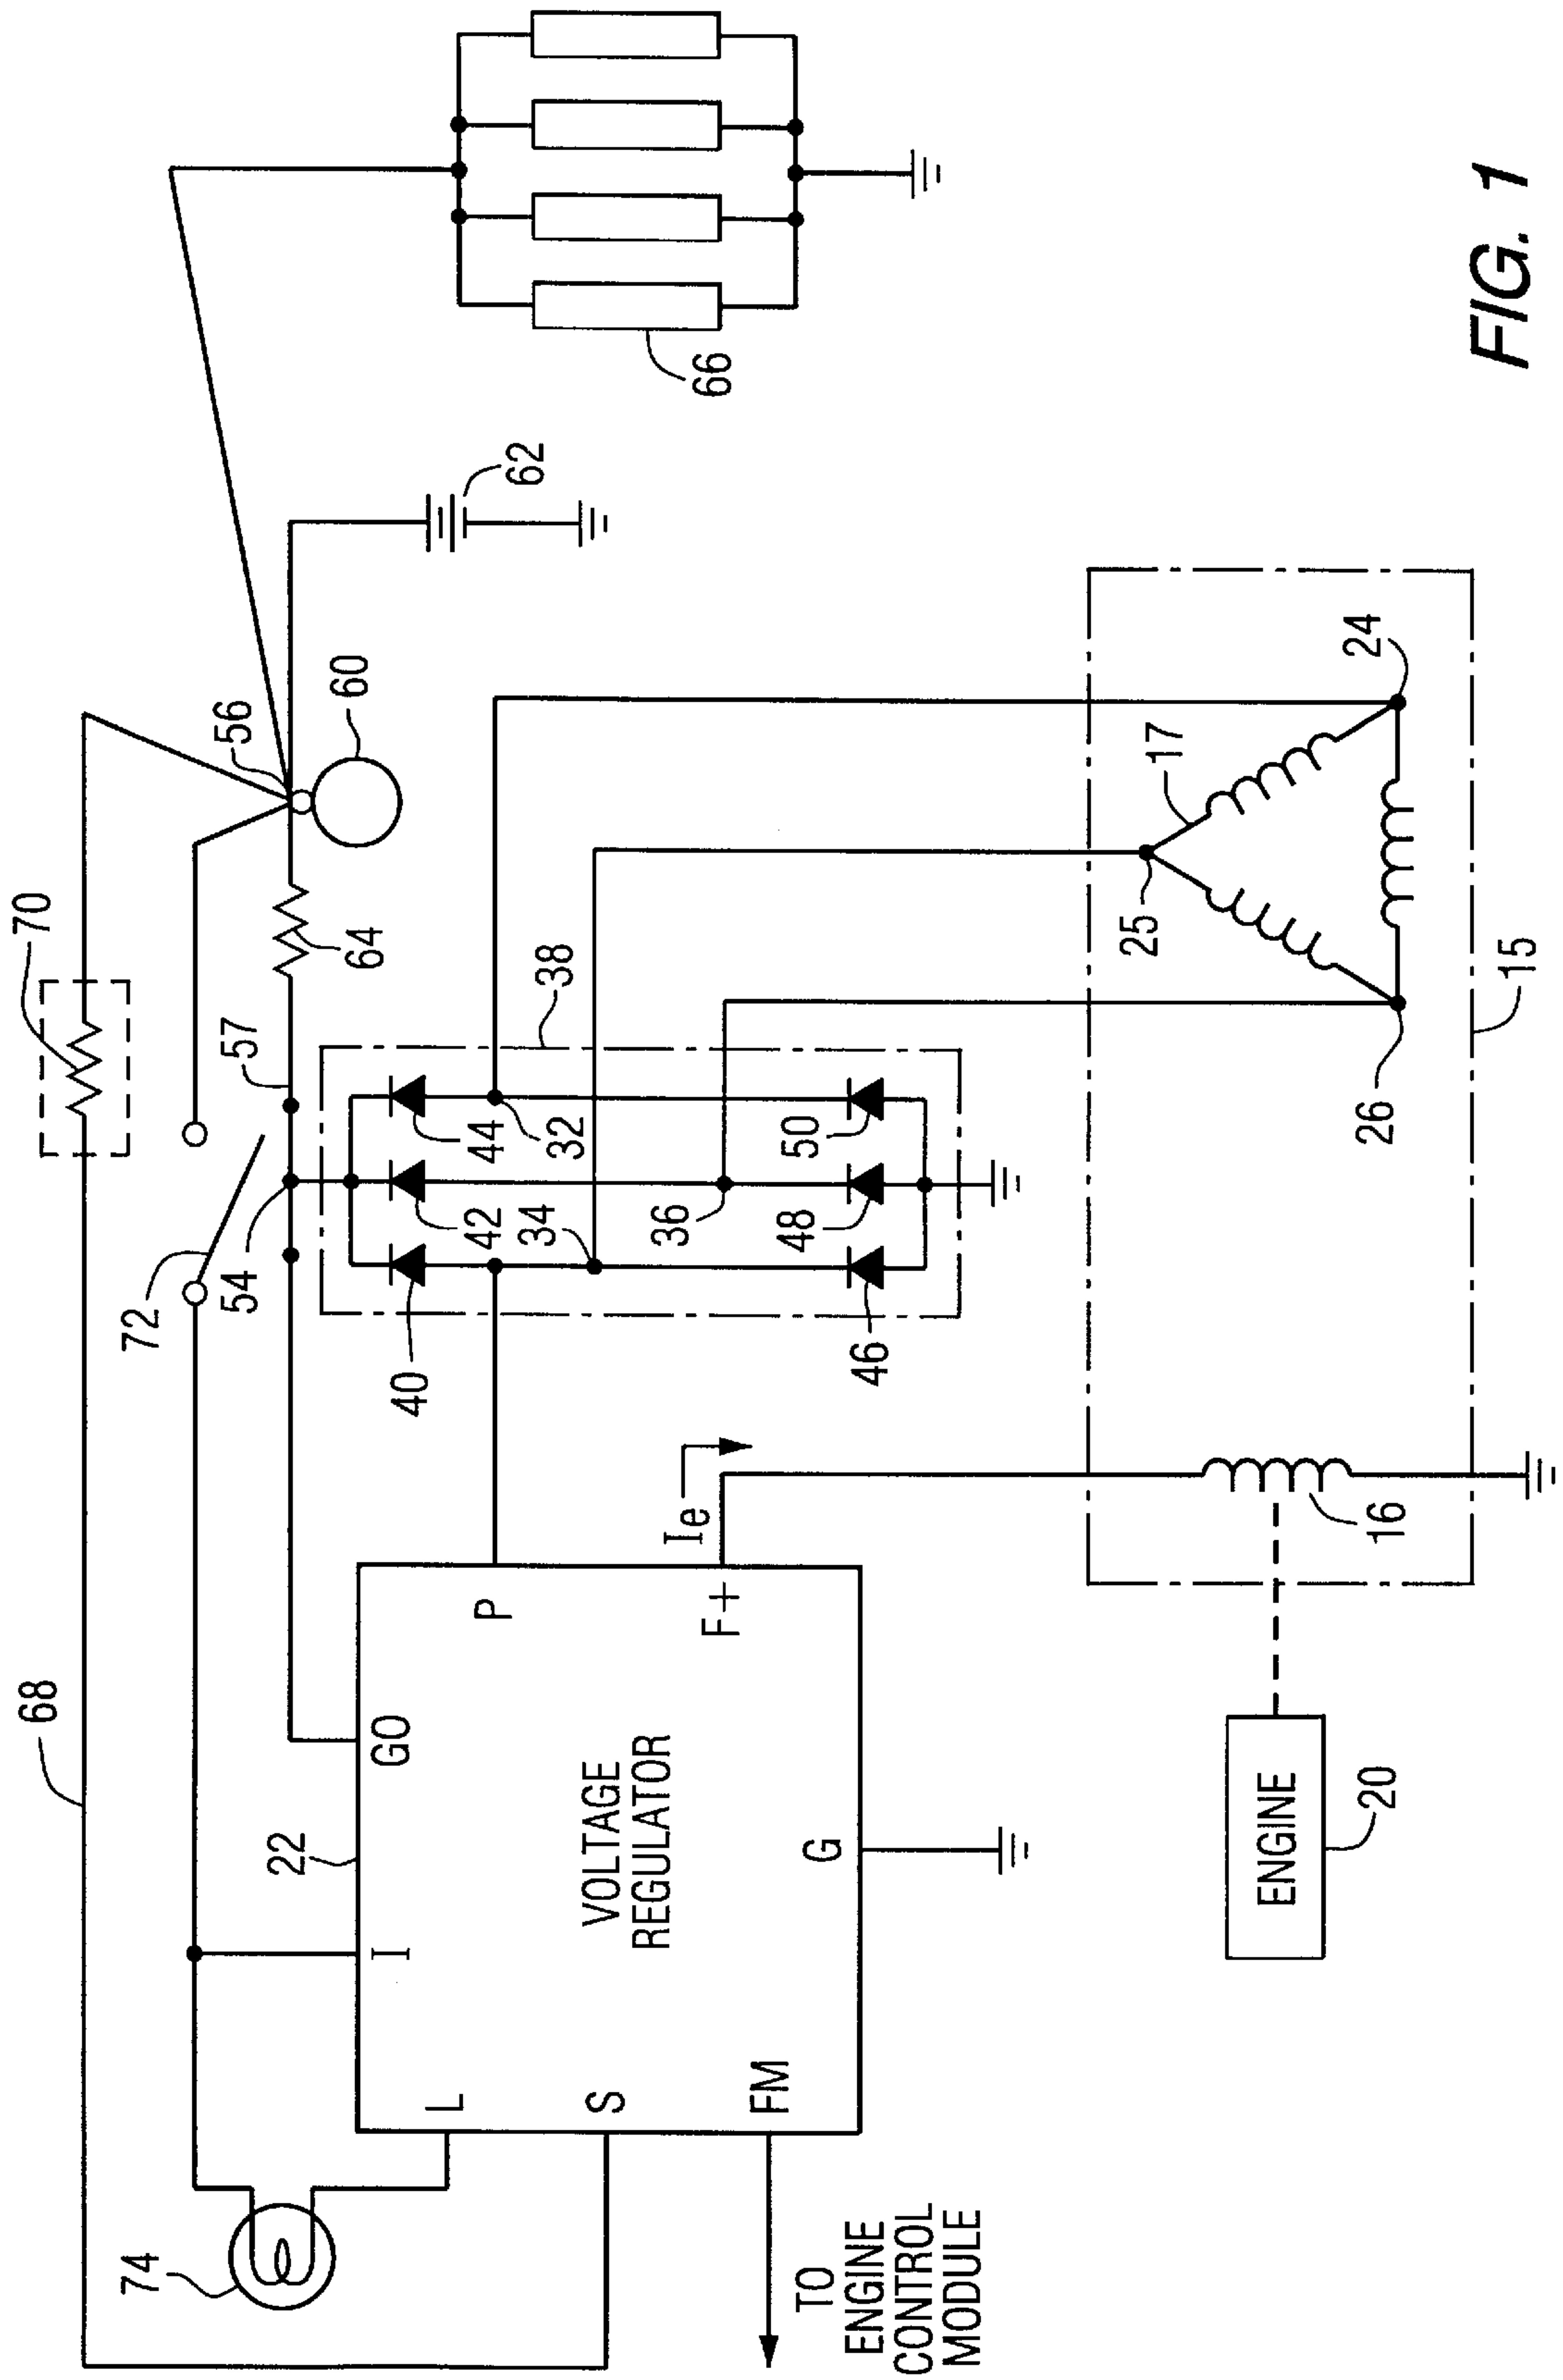 68
70
72
74
54
57
56
60
64
62
66
22
I
GO
L
S
FM
P
F+
G
VOLTAGE
REGULATOR
Ie
40
42
44
34
32
36
38
46
48
50
TO
ENGINE
CONTROL
MODULE
ENGINE
20
16
25
17
24
26
15
FIG. 1